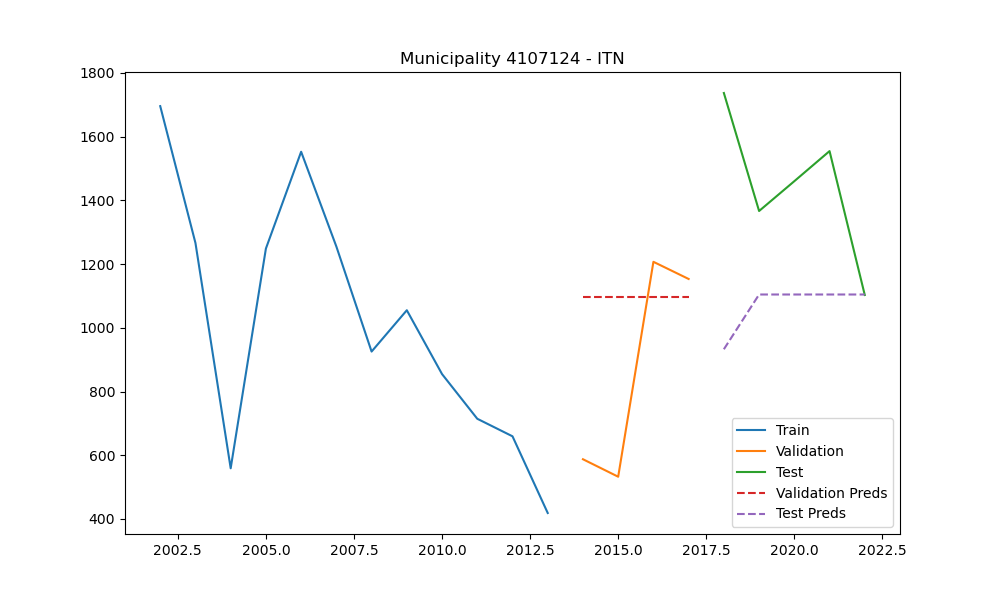 Municipality 4107124 - ITN
1800
1600
1400
1200
1000
800
600
400
2002.5 2005.0 2007.5 2010.0 2012.5 2015.0 2017.5 2020.0 2022.5
Train
Validation
Test
Validation Preds
Test Preds